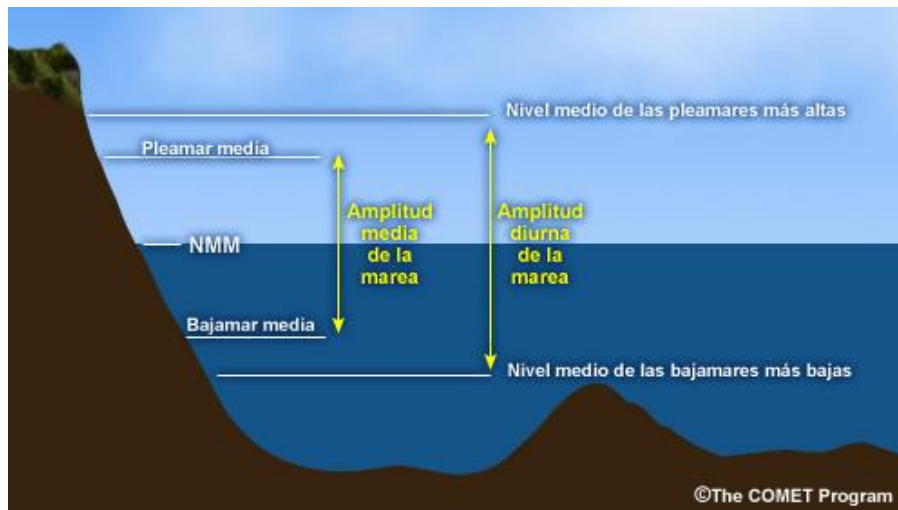 Nivel medio de las pleamares más altas
Pleamar media
Amplitud
media
de la
marea
Amplitud
diurna
de la
marea
NMM
Bajamar media
Nivel medio de las bajamares más bajas
©The COMET Program